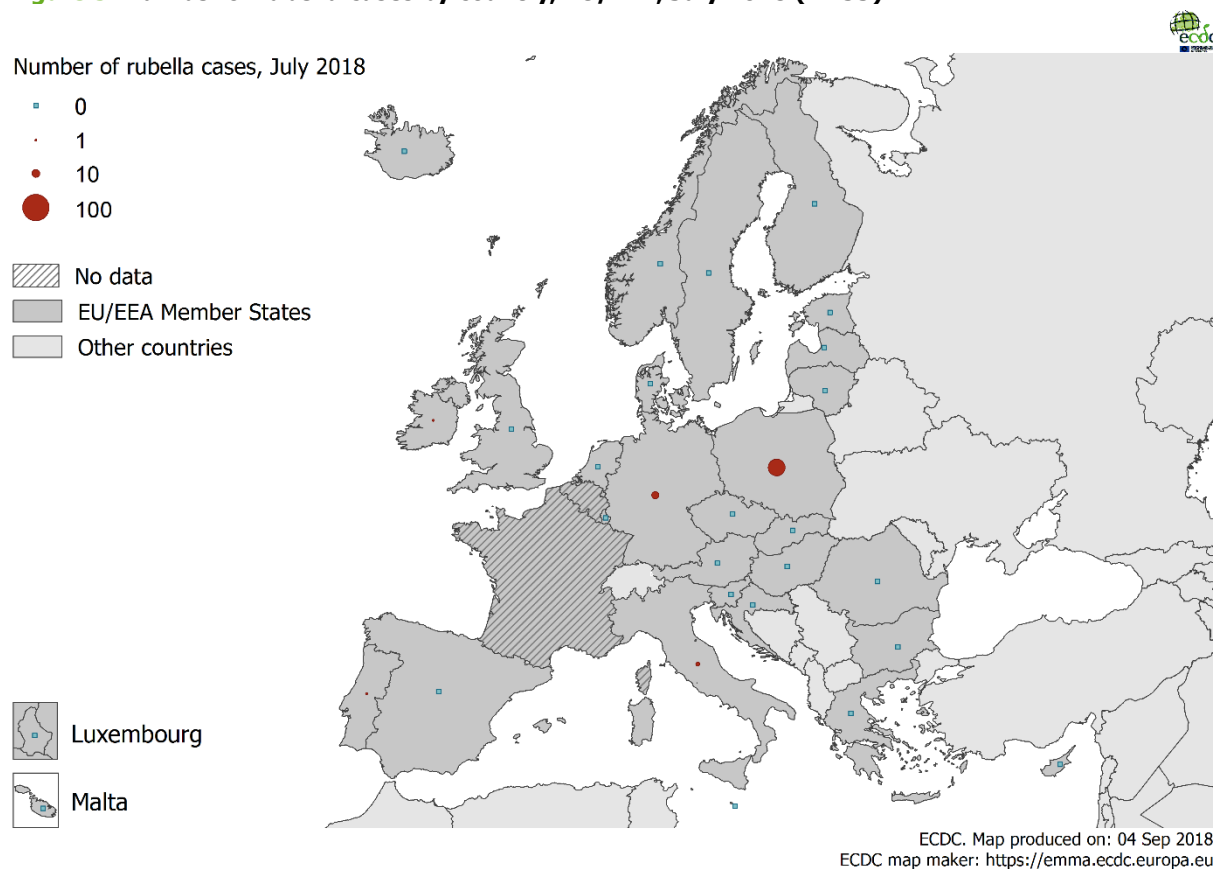 ecdc
Number of rubella cases, July 2018
0
1
10
100
No data
EU/EEA Member States
Other countries
Luxembourg
Malta
ECDC. Map produced on: 04 Sep 2018
ECDC map maker: https://emma.ecdc.europa.eu